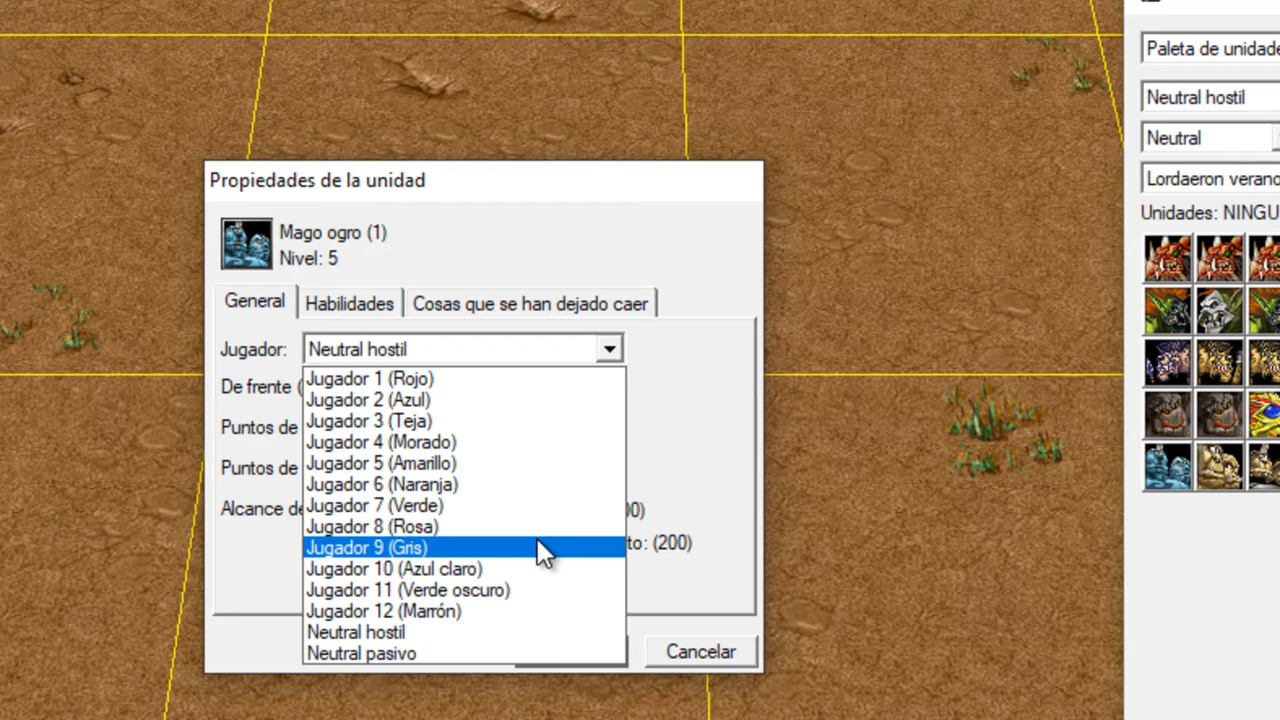 Paleta de unidade
Neutral hostil
Neutral
Lordaeron verano
Unidades: NINGU
Propiedades de la unidad
Mago ogro (1)
Nivel: 5
General
Habilidades
Cosas que se han dejado caer
Jugador:
Neutral hostil
Jugador 1 (Rojo)
De frente (
Jugador 2 (Azul)
Jugador 3 (Teja)
Puntos de
Jugador 4 (Morado)
Jugador 5 (Amarillo)
Puntos de
Jugador 6 (Naranja)
Jugador 7 (Verde)
Alcance de
00)
Jugador 8 (Rosa)
Jugador 9 (Gris)
to: (200)
Jugador 10 (Azul claro)
Jugador 11 (Verde oscuro)
Jugador 12 (Marrón)
Neutral hostil
Neutral pasivo
Cancelar